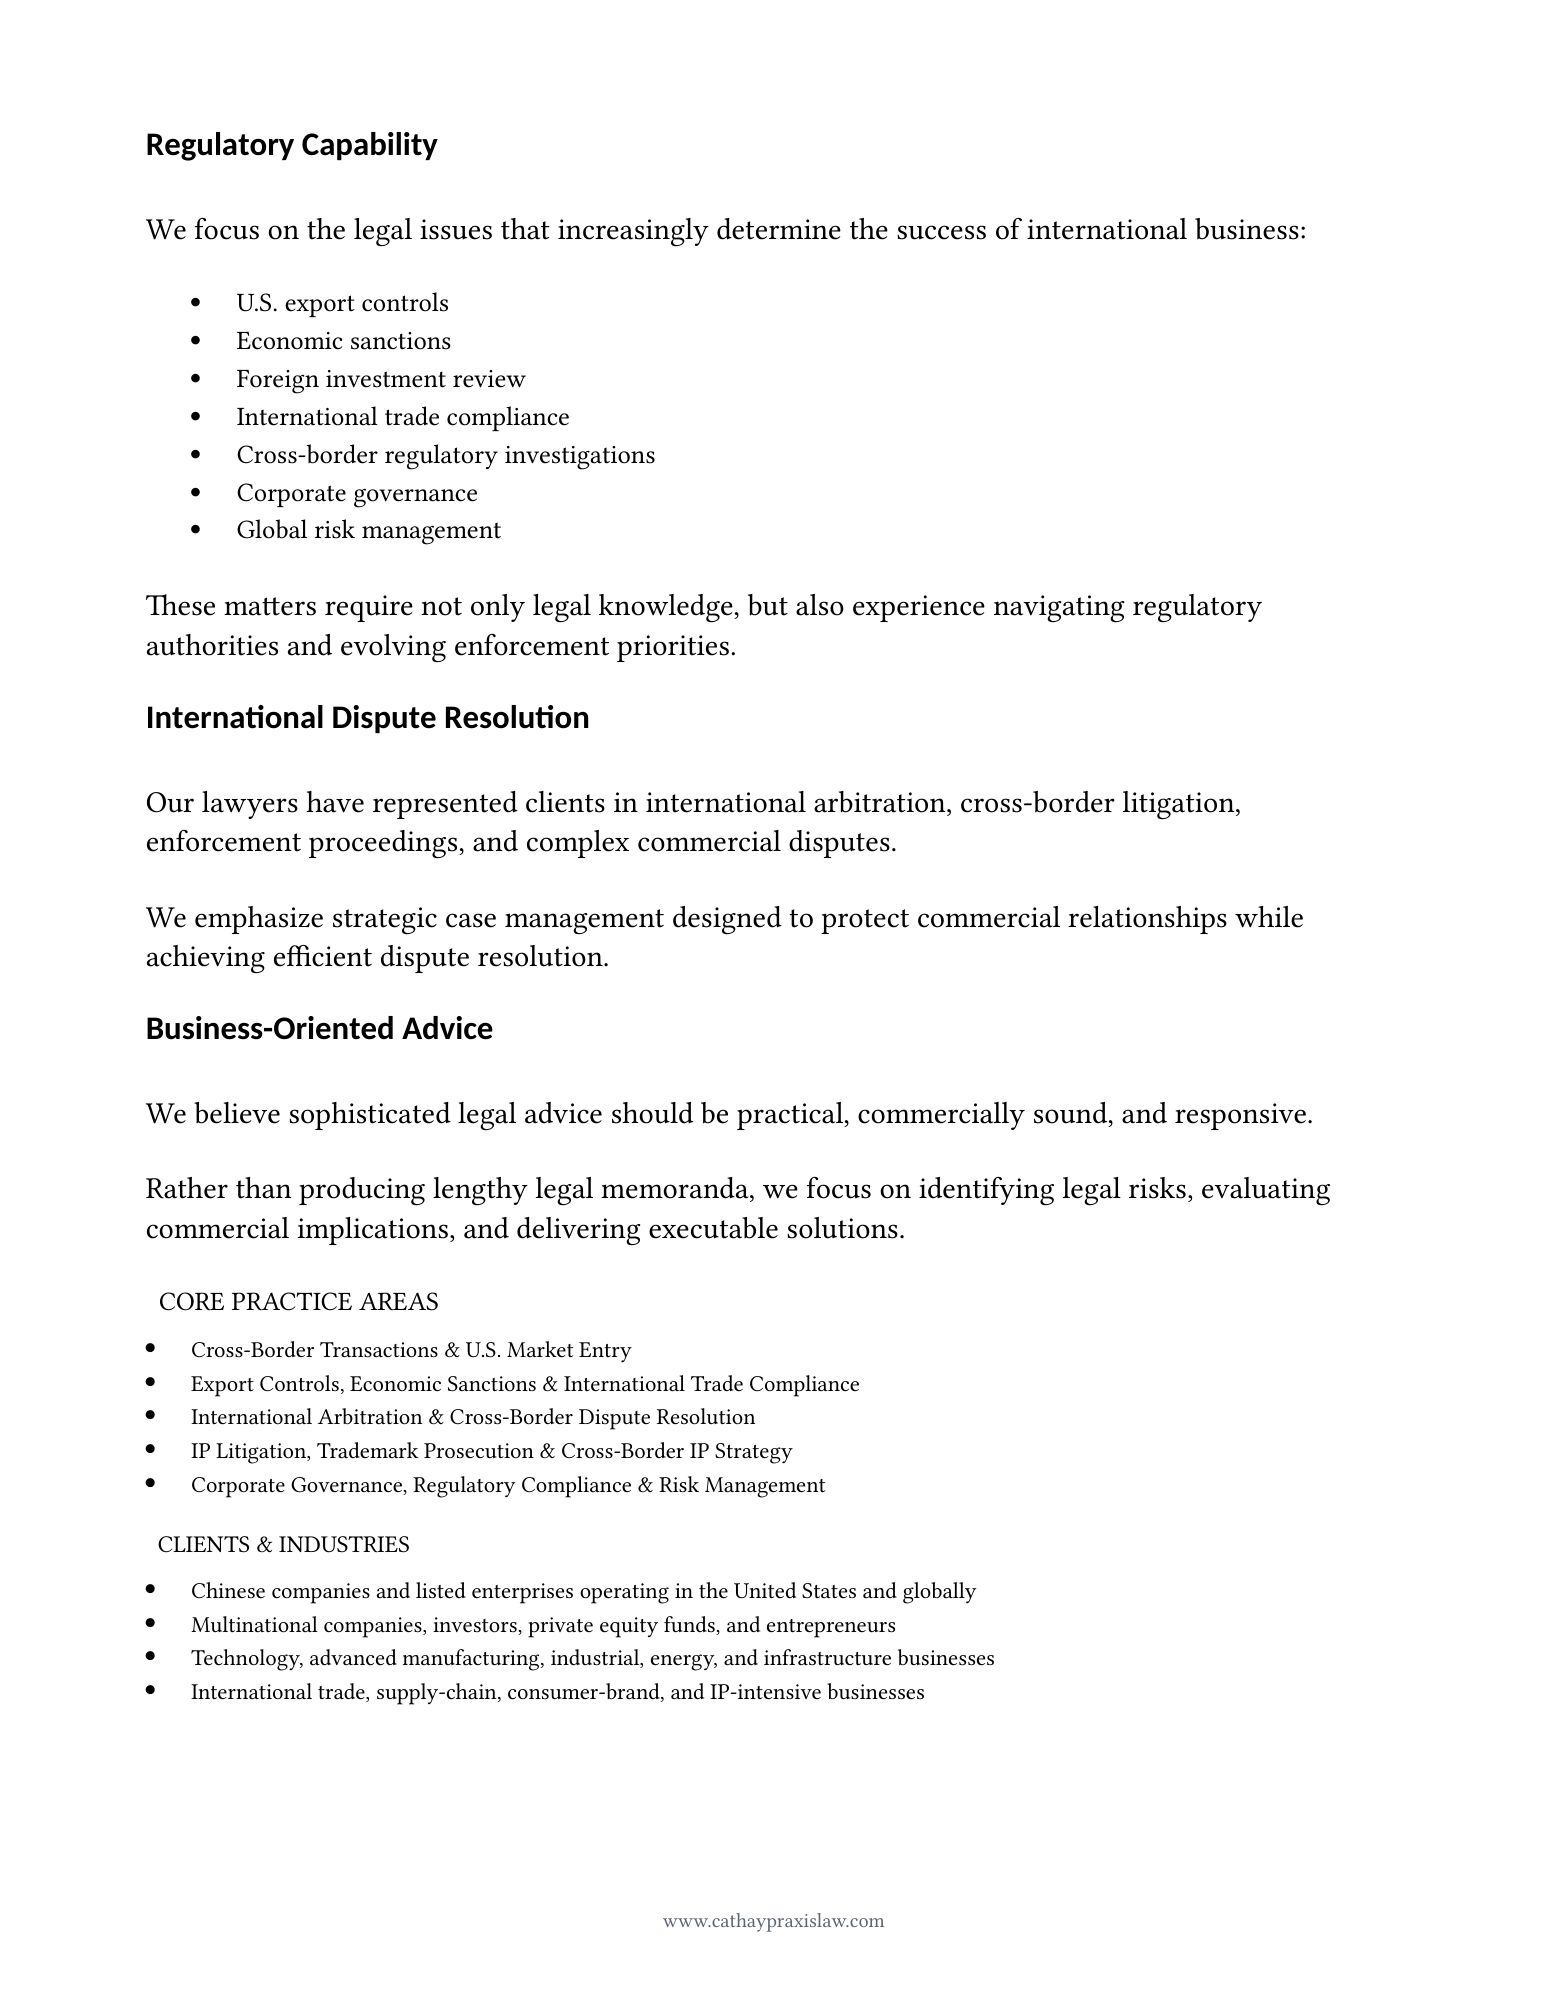 Regulatory Capability
We focus on the legal issues that increasingly determine the success of international business:
• U.S. export controls
• Economic sanctions
• Foreign investment review
• International trade compliance
• Cross-border regulatory investigations
• Corporate governance
• Global risk management
These matters require not only legal knowledge, but also experience navigating regulatory
authorities and evolving enforcement priorities.
International Dispute Resolution
Our lawyers have represented clients in international arbitration, cross-border litigation,
enforcement proceedings, and complex commercial disputes.
We emphasize strategic case management designed to protect commercial relationships while
achieving efficient dispute resolution.
Business-Oriented Advice
We believe sophisticated legal advice should be practical, commercially sound, and responsive.
Rather than producing lengthy legal memoranda, we focus on identifying legal risks, evaluating
commercial implications, and delivering executable solutions.
CORE PRACTICE AREAS
• Cross-Border Transactions & U.S. Market Entry
• Export Controls, Economic Sanctions & International Trade Compliance
• International Arbitration & Cross-Border Dispute Resolution
• IP Litigation, Trademark Prosecution & Cross-Border IP Strategy
• Corporate Governance, Regulatory Compliance & Risk Management
CLIENTS & INDUSTRIES
• Chinese companies and listed enterprises operating in the United States and globally
• Multinational companies, investors, private equity funds, and entrepreneurs
• Technology, advanced manufacturing, industrial, energy, and infrastructure businesses
• International trade, supply-chain, consumer-brand, and IP-intensive businesses
www.cathaypraxislaw.com